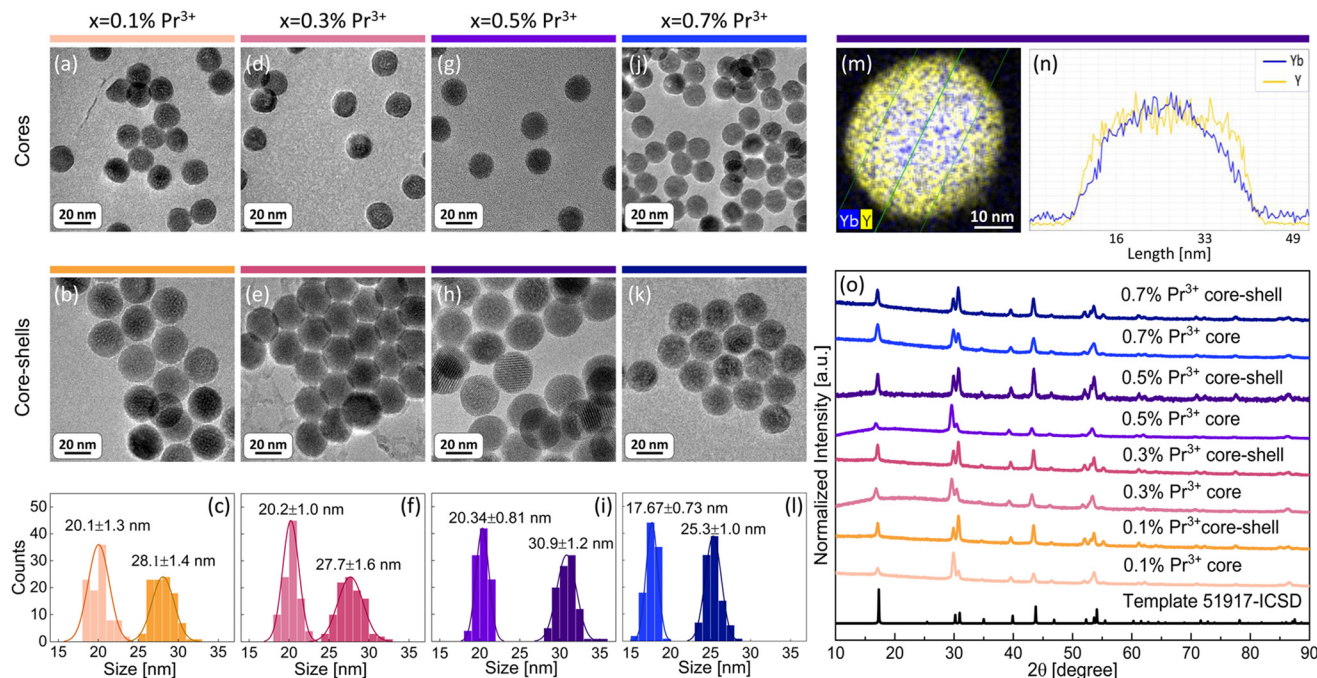 x=0.1% Pr³⁺
x=0.3% Pr³⁺
x=0.5% Pr³⁺
x=0.7% Pr³⁺
Cores
(a)
20 nm
(d)
20 nm
(g)
20 nm
(j)
20 nm
(m)
Yb Y
10 nm
(n)
Yb
Y
16 33 49
Length [nm]
Core-shells
(b)
20 nm
(e)
20 nm
(h)
20 nm
(k)
20 nm
Counts
50
40
30
20
10
0
(c)
20.1±1.3 nm
28.1±1.4 nm
15 20 25 30 35
Size [nm]
(f)
20.2±1.0 nm
27.7±1.6 nm
15 20 25 30 35
Size [nm]
(i)
20.34±0.81 nm
30.9±1.2 nm
15 20 25 30 35
Size [nm]
(l)
17.67±0.73 nm
25.3±1.0 nm
15 20 25 30 35
Size [nm]
(o)
Normalized Intensity [a.u.]
0.7% Pr³⁺ core-shell
0.7% Pr³⁺ core
0.5% Pr³⁺ core-shell
0.5% Pr³⁺ core
0.3% Pr³⁺ core-shell
0.3% Pr³⁺ core
0.1% Pr³⁺core-shell
0.1% Pr³⁺ core
Template 51917-ICSD
10 20 30 40 50 60 70 80 90
2θ [degree]